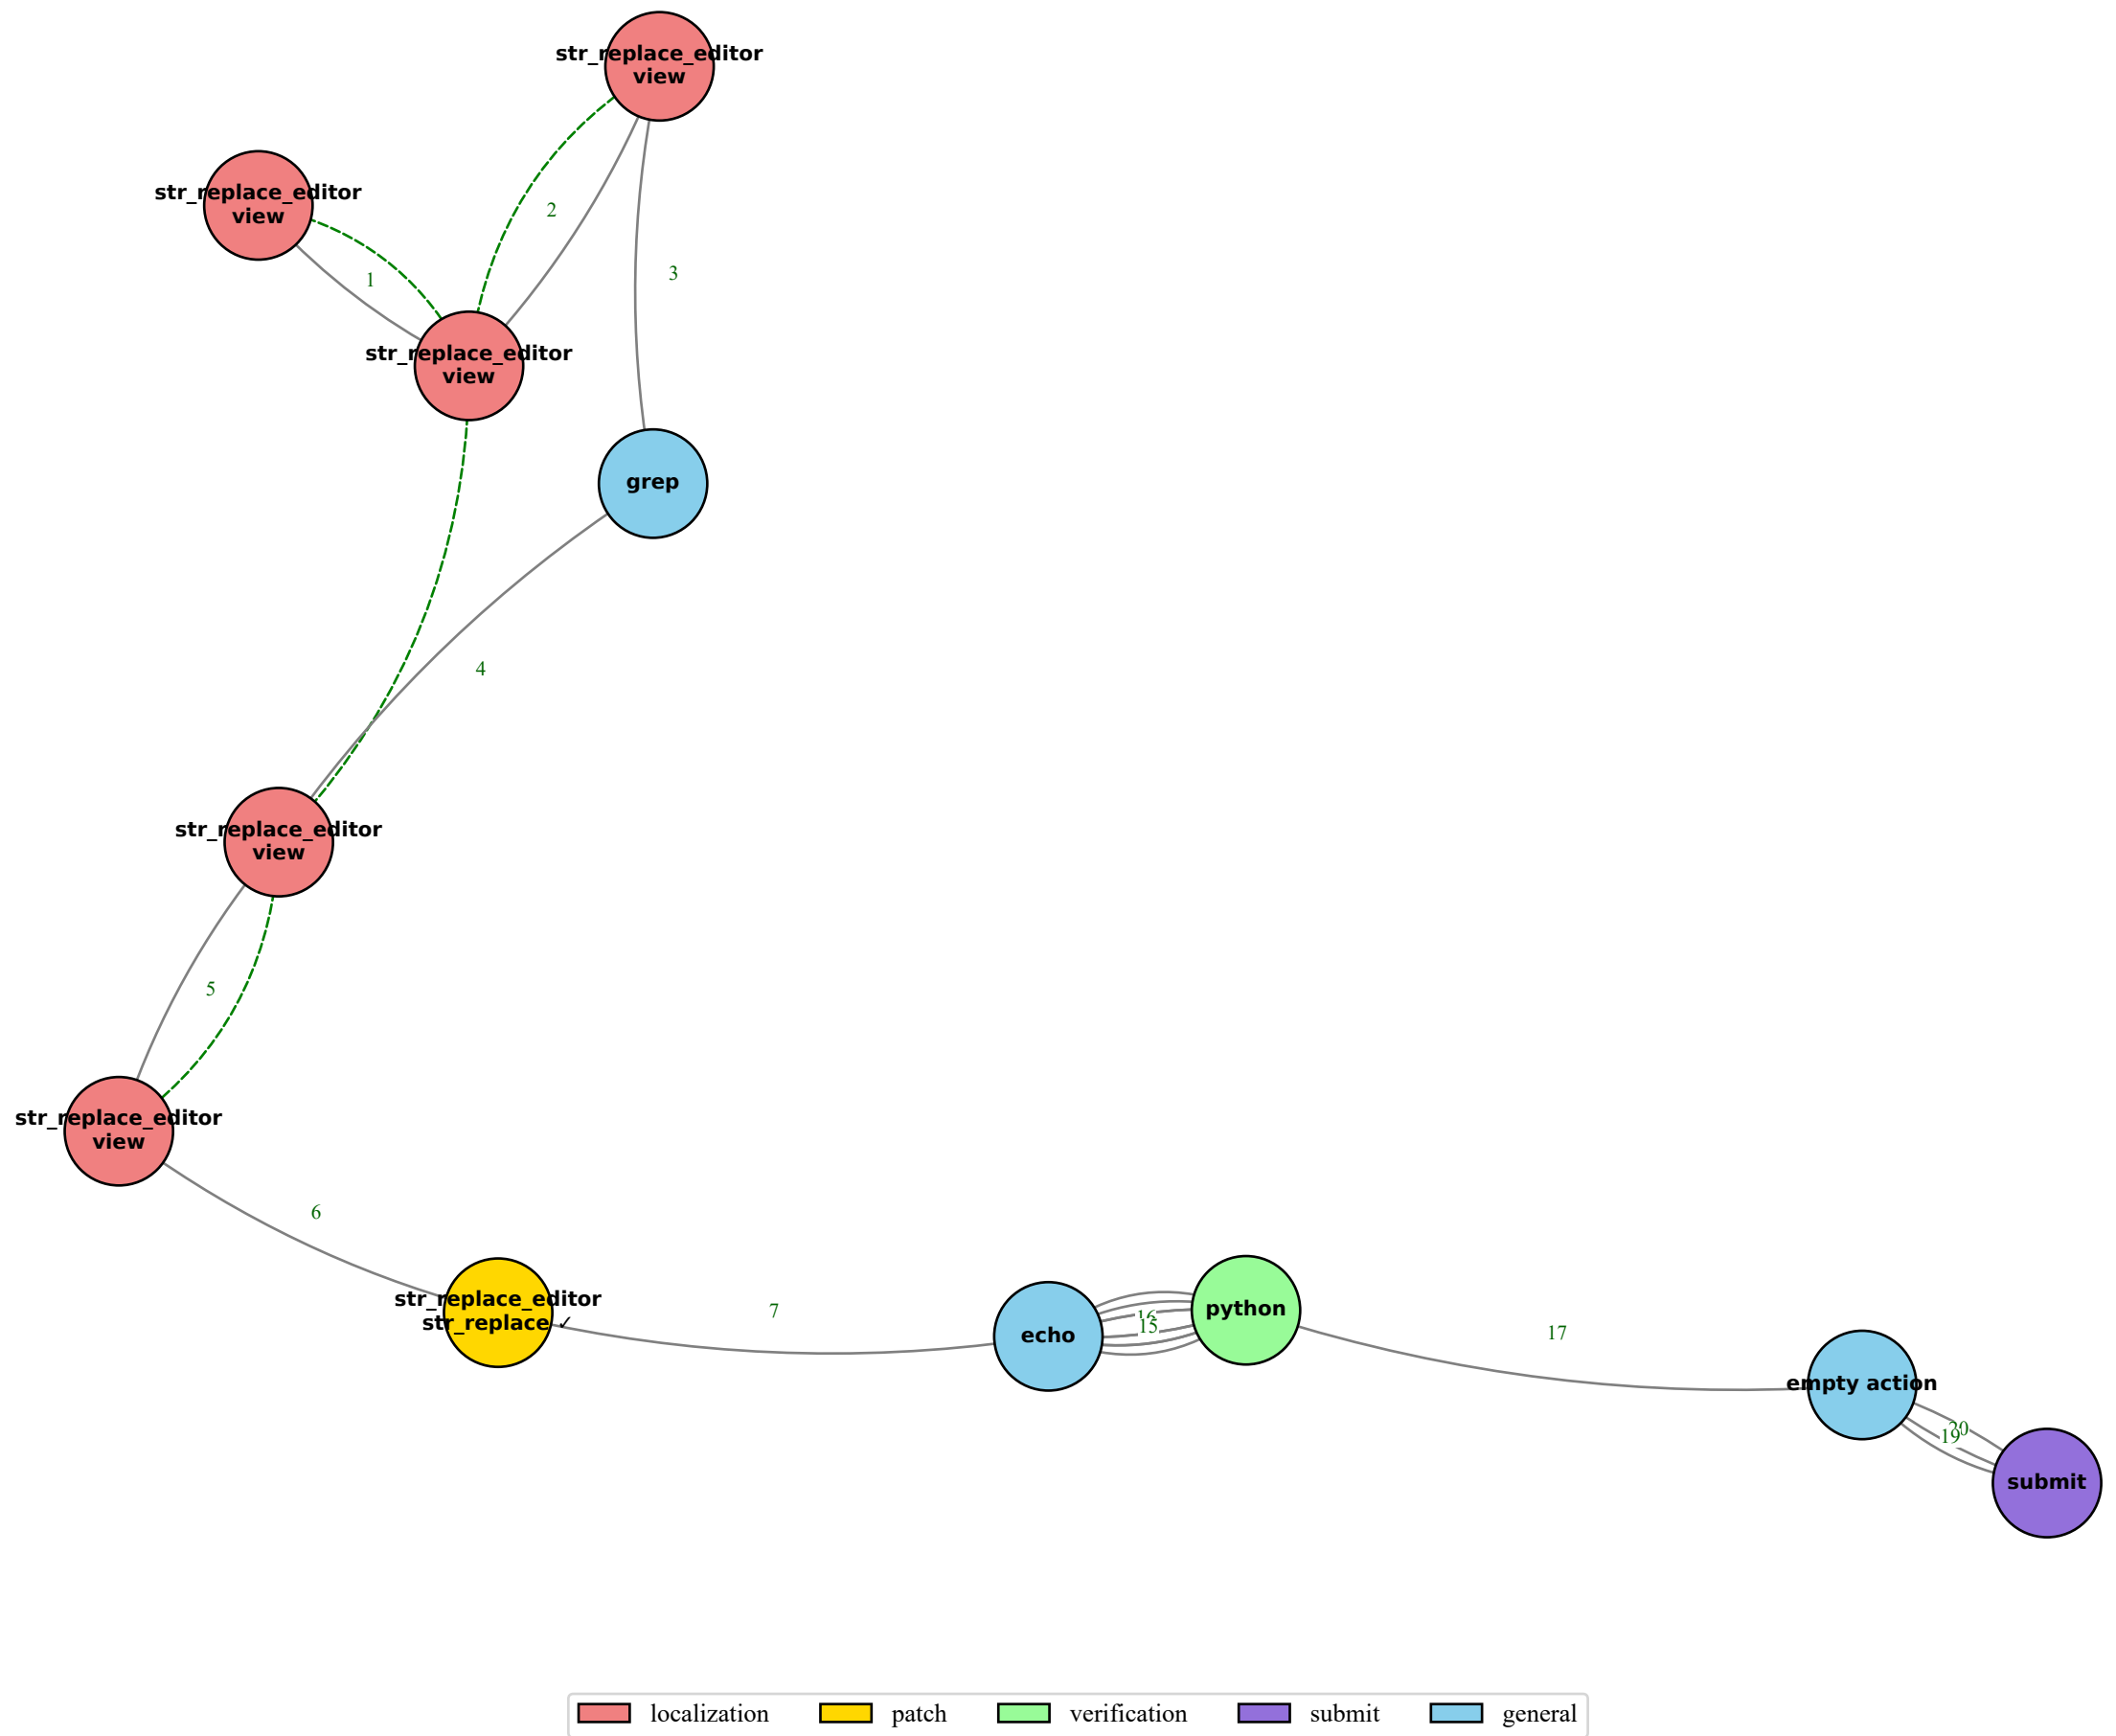 str_replace_editor
view
str_replace_editor
view
2
3
1
str_replace_editor
view
grep
4
str_replace_editor
view
5
str_replace_editor
view
6
str_replace_editor
str_replace ✓
7
echo
16
15
python
17
empty action
20
19
submit
localization
patch
verification
submit
general